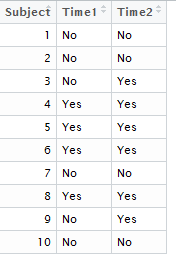 Subject Time1 Time2
1 No No
2 No No
3 No Yes
4 Yes Yes
5 Yes Yes
6 Yes Yes
7 No No
8 Yes Yes
9 No Yes
10 No No